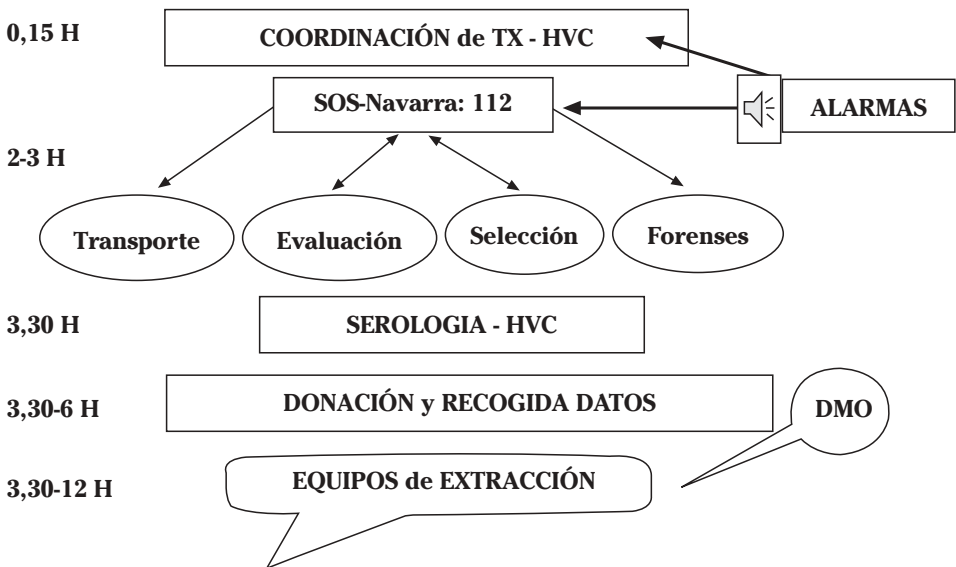 0,15 H
COORDINACIÓN de TX - HVC
SOS-Navarra: 112
ALARMAS
2-3 H
Transporte
Evaluación
Selección
Forenses
3,30 H
SEROLOGIA - HVC
3,30-6 H
DONACIÓN y RECOGIDA DATOS
DMO
3,30-12 H
EQUIPOS de EXTRACCIÓN